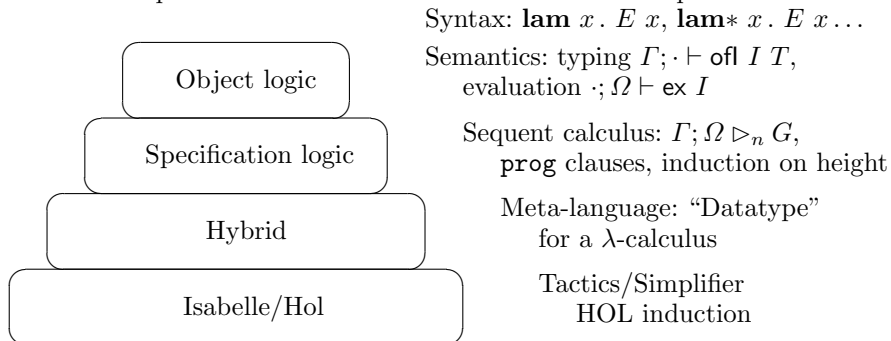 Syntax: lam x . E x, lam∗ x . E x . . .
Object logic
Semantics: typing Γ; · ⊢ ofl I T,
evaluation ·; Ω ⊢ ex I
Specification logic
Sequent calculus: Γ; Ω ▷n G,
prog clauses, induction on height
Hybrid
Meta-language: “Datatype”
for a λ-calculus
Isabelle/Hol
Tactics/Simplifier
HOL induction